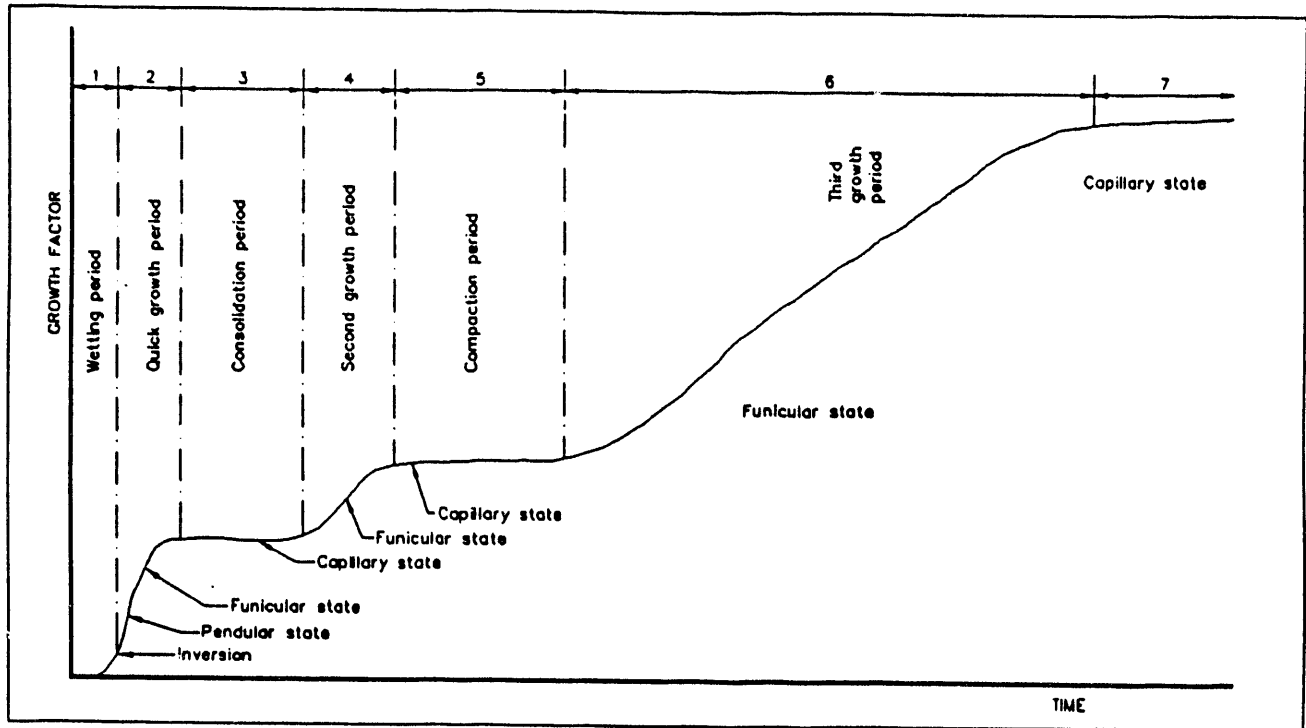 1 2 3 4 5 6 7
GROWTH FACTOR
Wetting period
Quick growth period
Consolidation period
Second growth period
Compaction period
Third
growth
period
Capillary state
Funicular state
Capillary state
Funicular state
Capillary state
Funicular state
Pendular state
Inversion
TIME